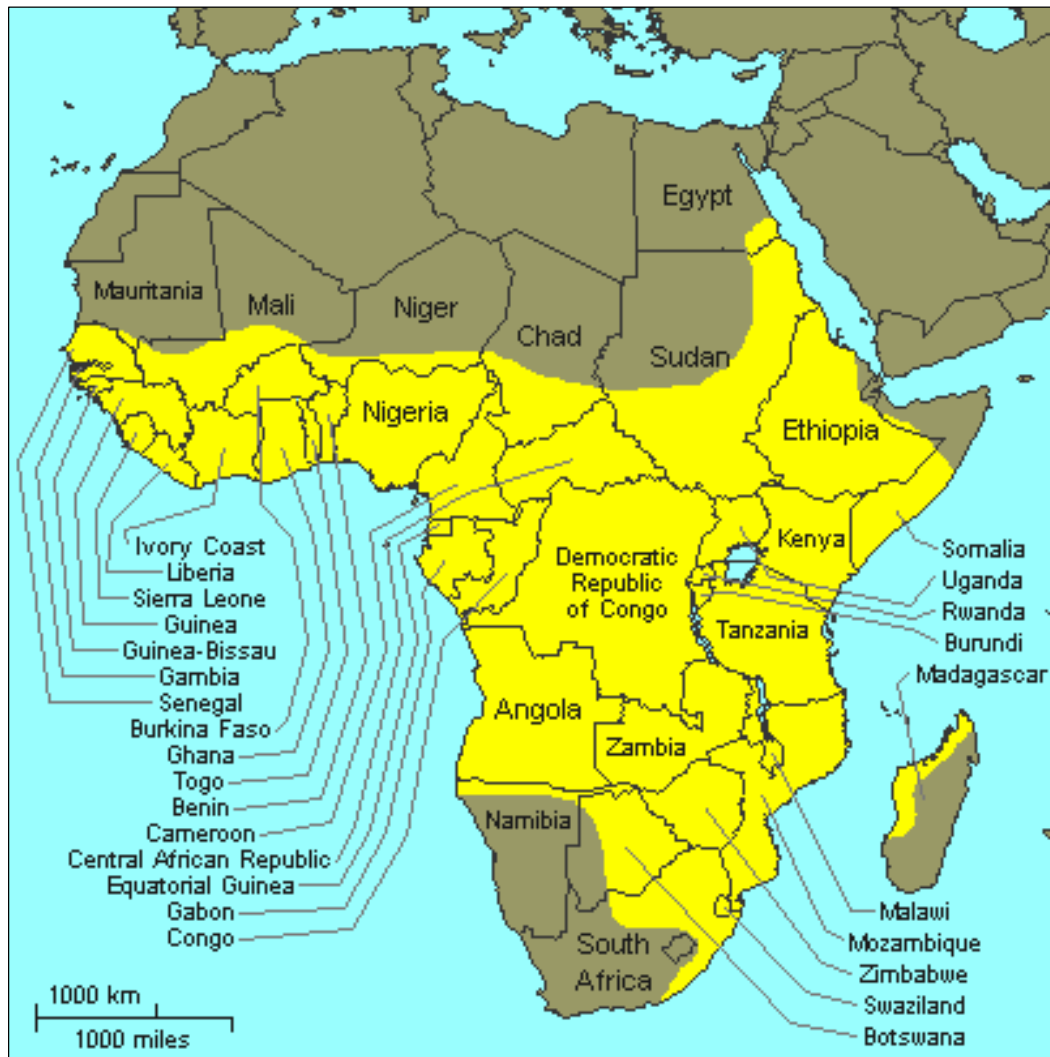 Egypt
Mauritania
Mali
Niger
Chad
Sudan
Nigeria
Ethiopia
Ivory Coast
Liberia
Sierra Leone
Guinea
Guinea-Bissau
Gambia
Senegal
Burkina Faso
Ghana
Togo
Benin
Cameroon
Central African Republic
Equatorial Guinea
Gabon
Congo
Democratic
Republic
of Congo
Kenya
Tanzania
Somalia
Uganda
Rwanda
Burundi
Madagascar
Angola
Zambia
Namibia
South
Africa
Malawi
Mozambique
Zimbabwe
Swaziland
Botswana
1000 km
1000 miles